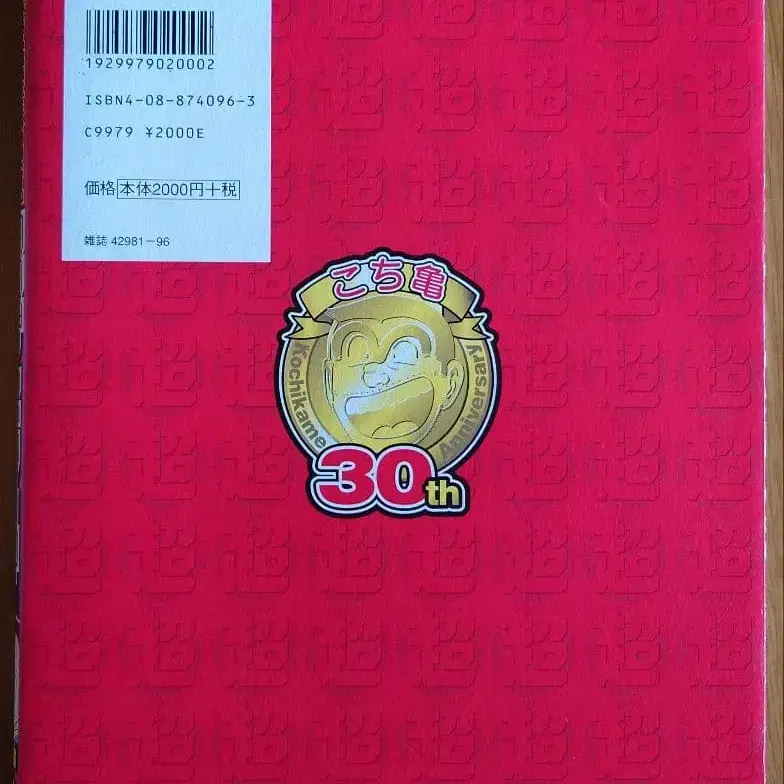 1929979020002
ISBN4-08-874096-3
C9979 ¥2000E
価格 本体2000円+税
雑誌 42981-96
こち亀
Kochikame
Anniversary
30th